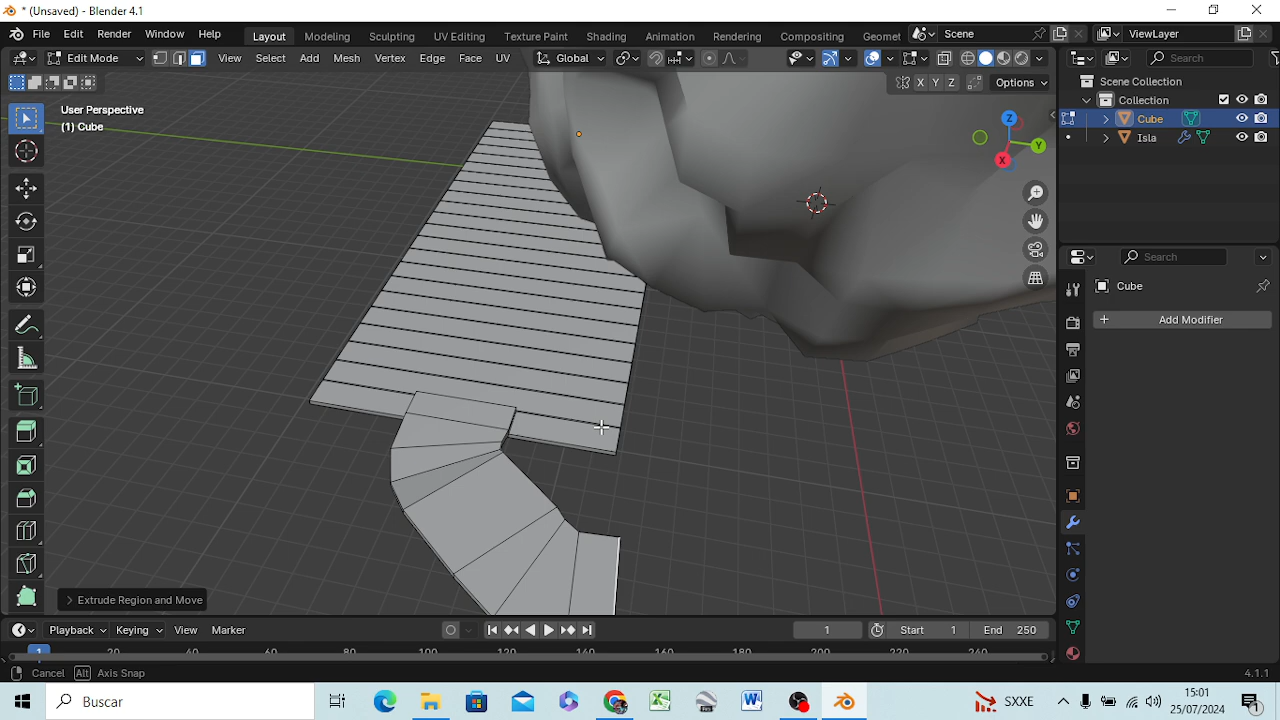 * (Unsaved) - Blender 4.1
File Edit Render Window Help Layout Modeling Sculpting UV Editing Texture Paint Shading Animation Rendering Compositing Geomet Scene ViewLayer
Edit Mode View Select Add Mesh Vertex Edge Face UV Global Search
X Y Z Options
User Perspective
(1) Cube
Scene Collection
Collection
Cube
Isla
Z
Y
X
Search
Cube
+ Add Modifier
> Extrude Region and Move
Playback Keying View Marker 1 Start 1 End 250
1 20 40 60 80 100 120 140 160 180 200 220 240
Cancel Alt Axis Snap 4.1.1
Buscar
SXXE
15:01
25/07/2024
1